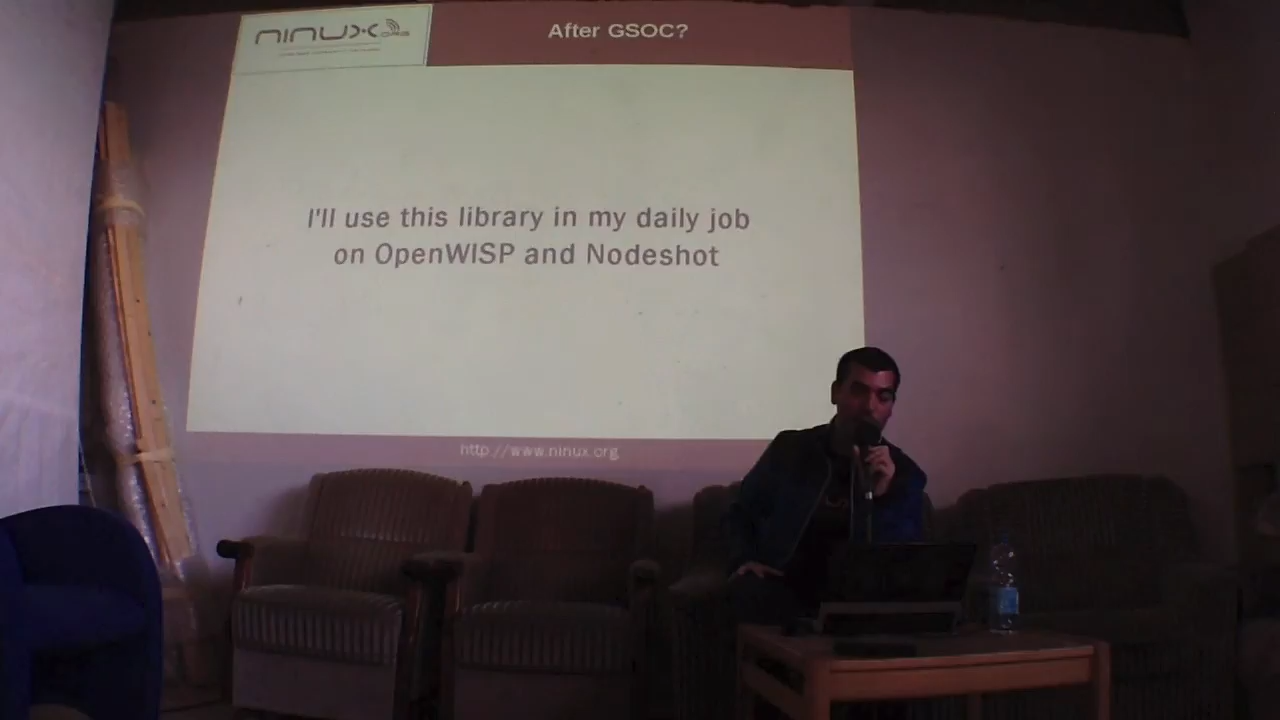 ninux.org
After GSOC?
I'll use this library in my daily job
on OpenWISP and Nodeshot
http://www.ninux.org